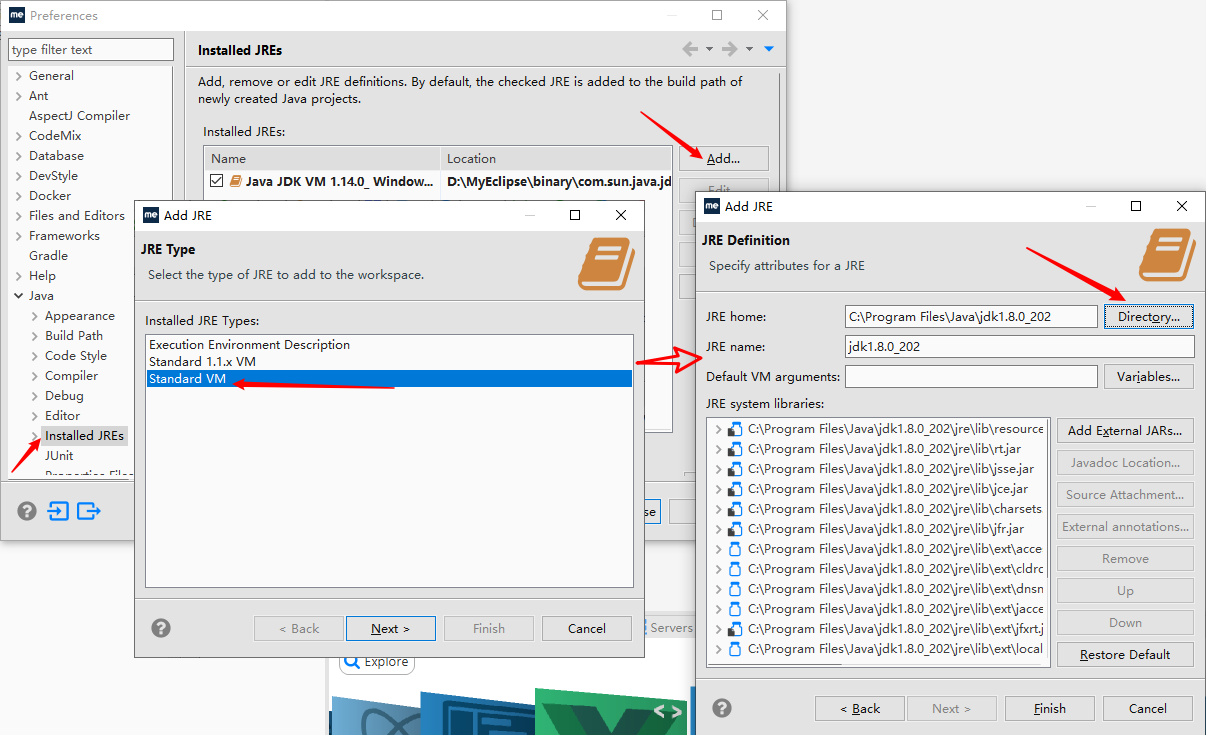 me Preferences
type filter text
General
Ant
AspectJ Compiler
CodeMix
Database
DevStyle
Docker
Files and Editors
Frameworks
Gradle
Help
Java
Appearance
Build Path
Code Style
Compiler
Debug
Editor
Installed JREs
JUnit
Properties Files
Installed JREs
Add, remove or edit JRE definitions. By default, the checked JRE is added to the build path of
newly created Java projects.
Installed JREs:
Name Location
Java JDK VM 1.14.0_ Window... D:\MyEclipse\binary\com.sun.java.jd
Add...
Edit
se
me Add JRE
JRE Type
Select the type of JRE to add to the workspace.
Installed JRE Types:
Execution Environment Description
Standard 1.1.x VM
Standard VM
< Back Next > Finish Cancel
Servers
Explore
< >
me Add JRE
JRE Definition
Specify attributes for a JRE
JRE home: C:\Program Files\Java\jdk1.8.0_202 Directory...
JRE name: jdk1.8.0_202
Default VM arguments: Variables...
JRE system libraries:
C:\Program Files\Java\jdk1.8.0_202\jre\lib\resource
C:\Program Files\Java\jdk1.8.0_202\jre\lib\rt.jar
C:\Program Files\Java\jdk1.8.0_202\jre\lib\jsse.jar
C:\Program Files\Java\jdk1.8.0_202\jre\lib\jce.jar
C:\Program Files\Java\jdk1.8.0_202\jre\lib\charsets
C:\Program Files\Java\jdk1.8.0_202\jre\lib\jfr.jar
C:\Program Files\Java\jdk1.8.0_202\jre\lib\ext\acce
C:\Program Files\Java\jdk1.8.0_202\jre\lib\ext\cldrc
C:\Program Files\Java\jdk1.8.0_202\jre\lib\ext\dnsn
C:\Program Files\Java\jdk1.8.0_202\jre\lib\ext\jacce
C:\Program Files\Java\jdk1.8.0_202\jre\lib\ext\jfxrt.j
C:\Program Files\Java\jdk1.8.0_202\jre\lib\ext\local
Add External JARs...
Javadoc Location...
Source Attachment...
External annotations...
Remove
Up
Down
Restore Default
< Back Next > Finish Cancel